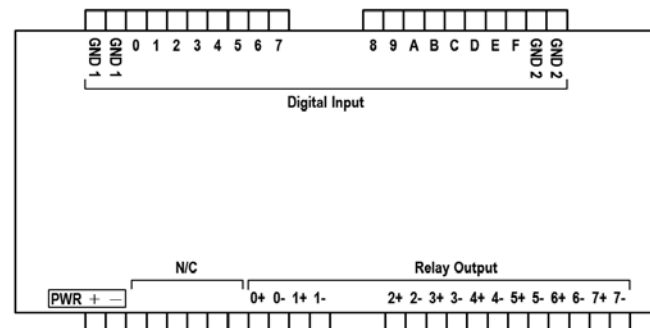 GND 1 GND 1 0 1 2 3 4 5 6 7 8 9 A B C D E F GND 2 GND 2
Digital Input
N/C Relay Output
PWR + − 0+ 0- 1+ 1- 2+ 2- 3+ 3- 4+ 4- 5+ 5- 6+ 6- 7+ 7-